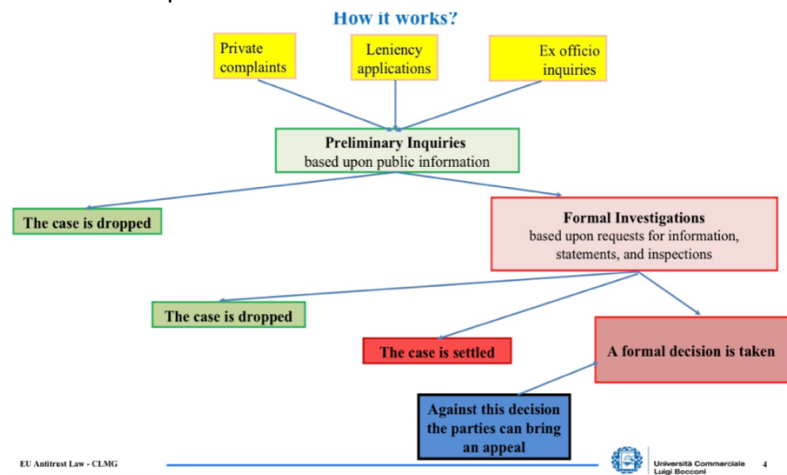 How it works?
Private
complaints
Leniency
applications
Ex officio
inquiries
Preliminary Inquiries
based upon public information
The case is dropped
Formal Investigations
based upon requests for information,
statements, and inspections
The case is dropped
The case is settled
A formal decision is taken
Against this decision
the parties can bring
an appeal
EU Antitrust Law - CLMG
Università Commerciale
Luigi Bocconi
4